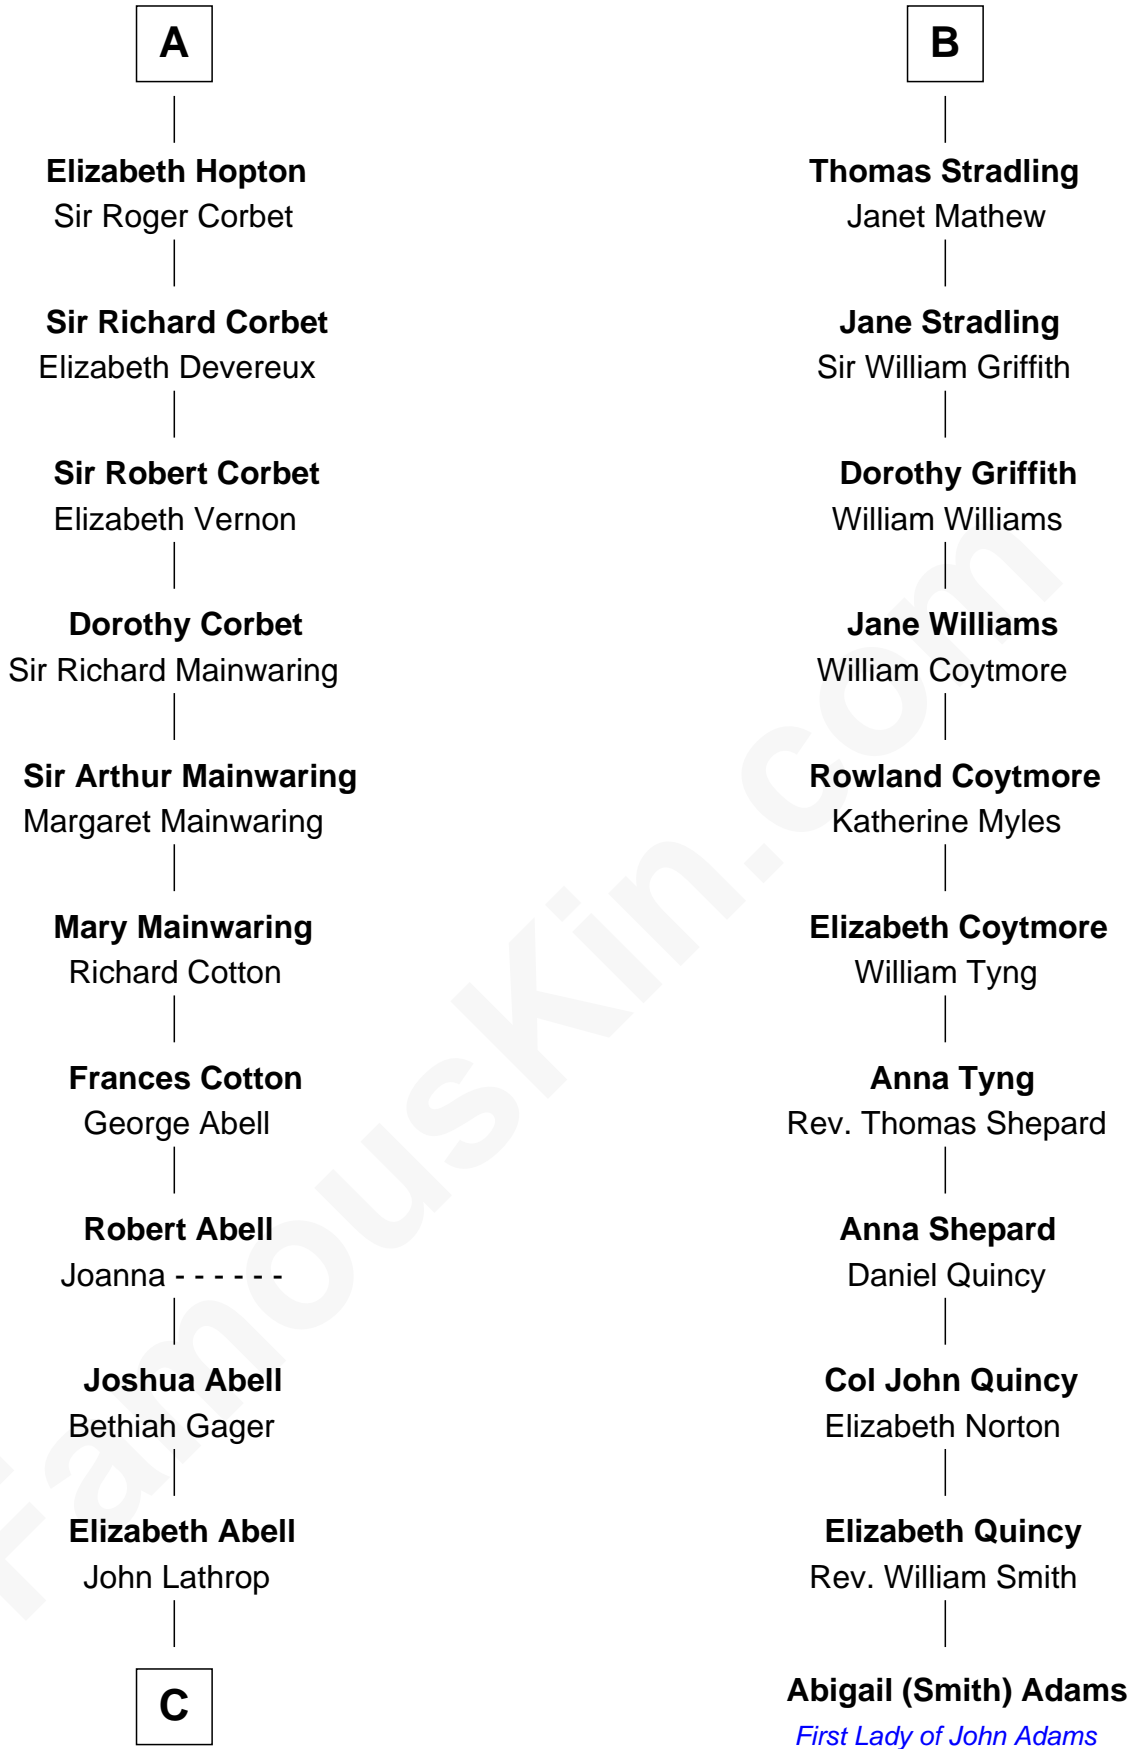 A
Elizabeth Hopton
Sir Roger Corbet
Sir Richard Corbet
Elizabeth Devereux
Sir Robert Corbet
Elizabeth Vernon
Dorothy Corbet
Sir Richard Mainwaring
Sir Arthur Mainwaring
Margaret Mainwaring
Mary Mainwaring
Richard Cotton
Frances Cotton
George Abell
Robert Abell
Joanna - - - - - -
Joshua Abell
Bethiah Gager
Elizabeth Abell
John Lathrop
C
B
Thomas Stradling
Janet Mathew
Jane Stradling
Sir William Griffith
Dorothy Griffith
William Williams
Jane Williams
William Coytmore
Rowland Coytmore
Katherine Myles
Elizabeth Coytmore
William Tyng
Anna Tyng
Rev. Thomas Shepard
Anna Shepard
Daniel Quincy
Col John Quincy
Elizabeth Norton
Elizabeth Quincy
Rev. William Smith
Abigail (Smith) Adams
First Lady of John Adams
FamousKin.com